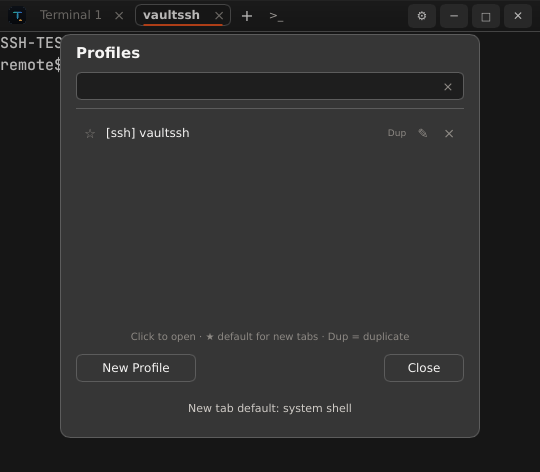 Terminal 1 × vaultssh × + >_
SSH-TES
remote$
Profiles
×
☆ [ssh] vaultssh Dup ✎ ×
Click to open · ★ default for new tabs · Dup = duplicate
New Profile Close
New tab default: system shell